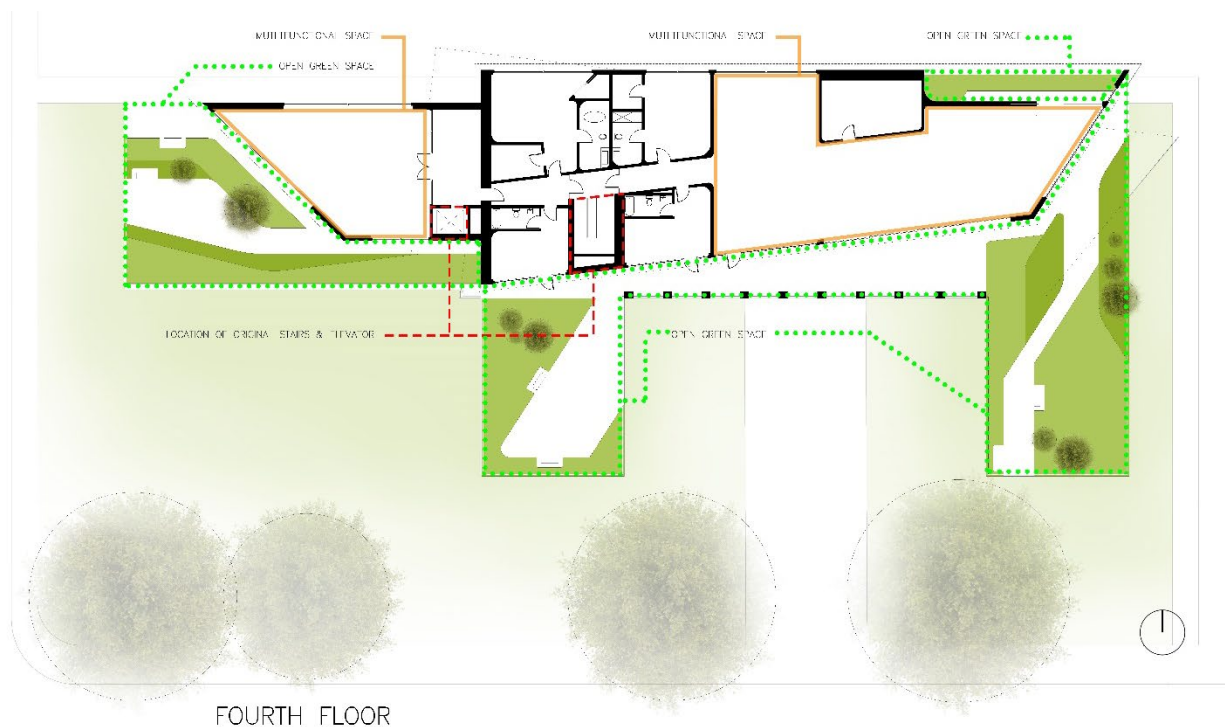 MULTIFUNCTIONAL SPACE
MULTIFUNCTIONAL SPACE
OPEN GREEN SPACE
OPEN GREEN SPACE
LOCATION OF ORIGINAL STAIRS & ELEVATOR
OPEN GREEN SPACE
FOURTH FLOOR